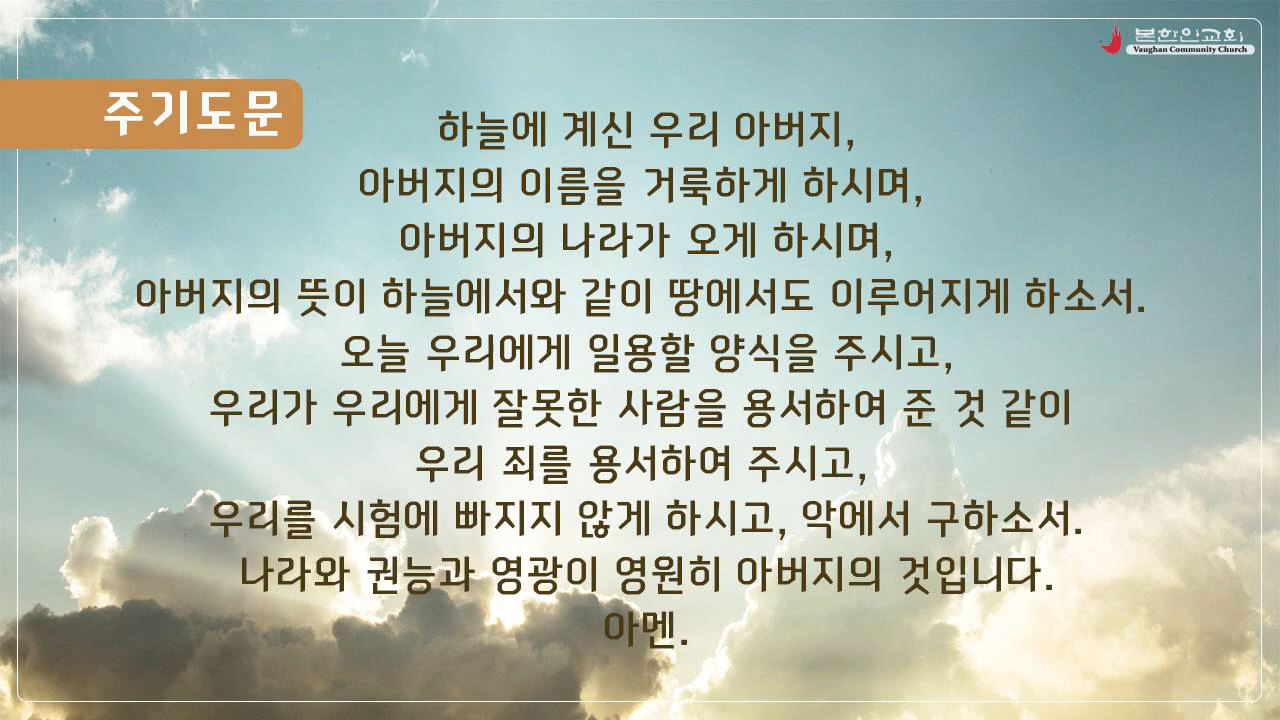 주기도문
본한인교회
Vaughan Community Church
하늘에 계신 우리 아버지,
아버지의 이름을 거룩하게 하시며,
아버지의 나라가 오게 하시며,
아버지의 뜻이 하늘에서와 같이 땅에서도 이루어지게 하소서.
오늘 우리에게 일용할 양식을 주시고,
우리가 우리에게 잘못한 사람을 용서하여 준 것 같이
우리 죄를 용서하여 주시고,
우리를 시험에 빠지지 않게 하시고, 악에서 구하소서.
나라와 권능과 영광이 영원히 아버지의 것입니다.
아멘.